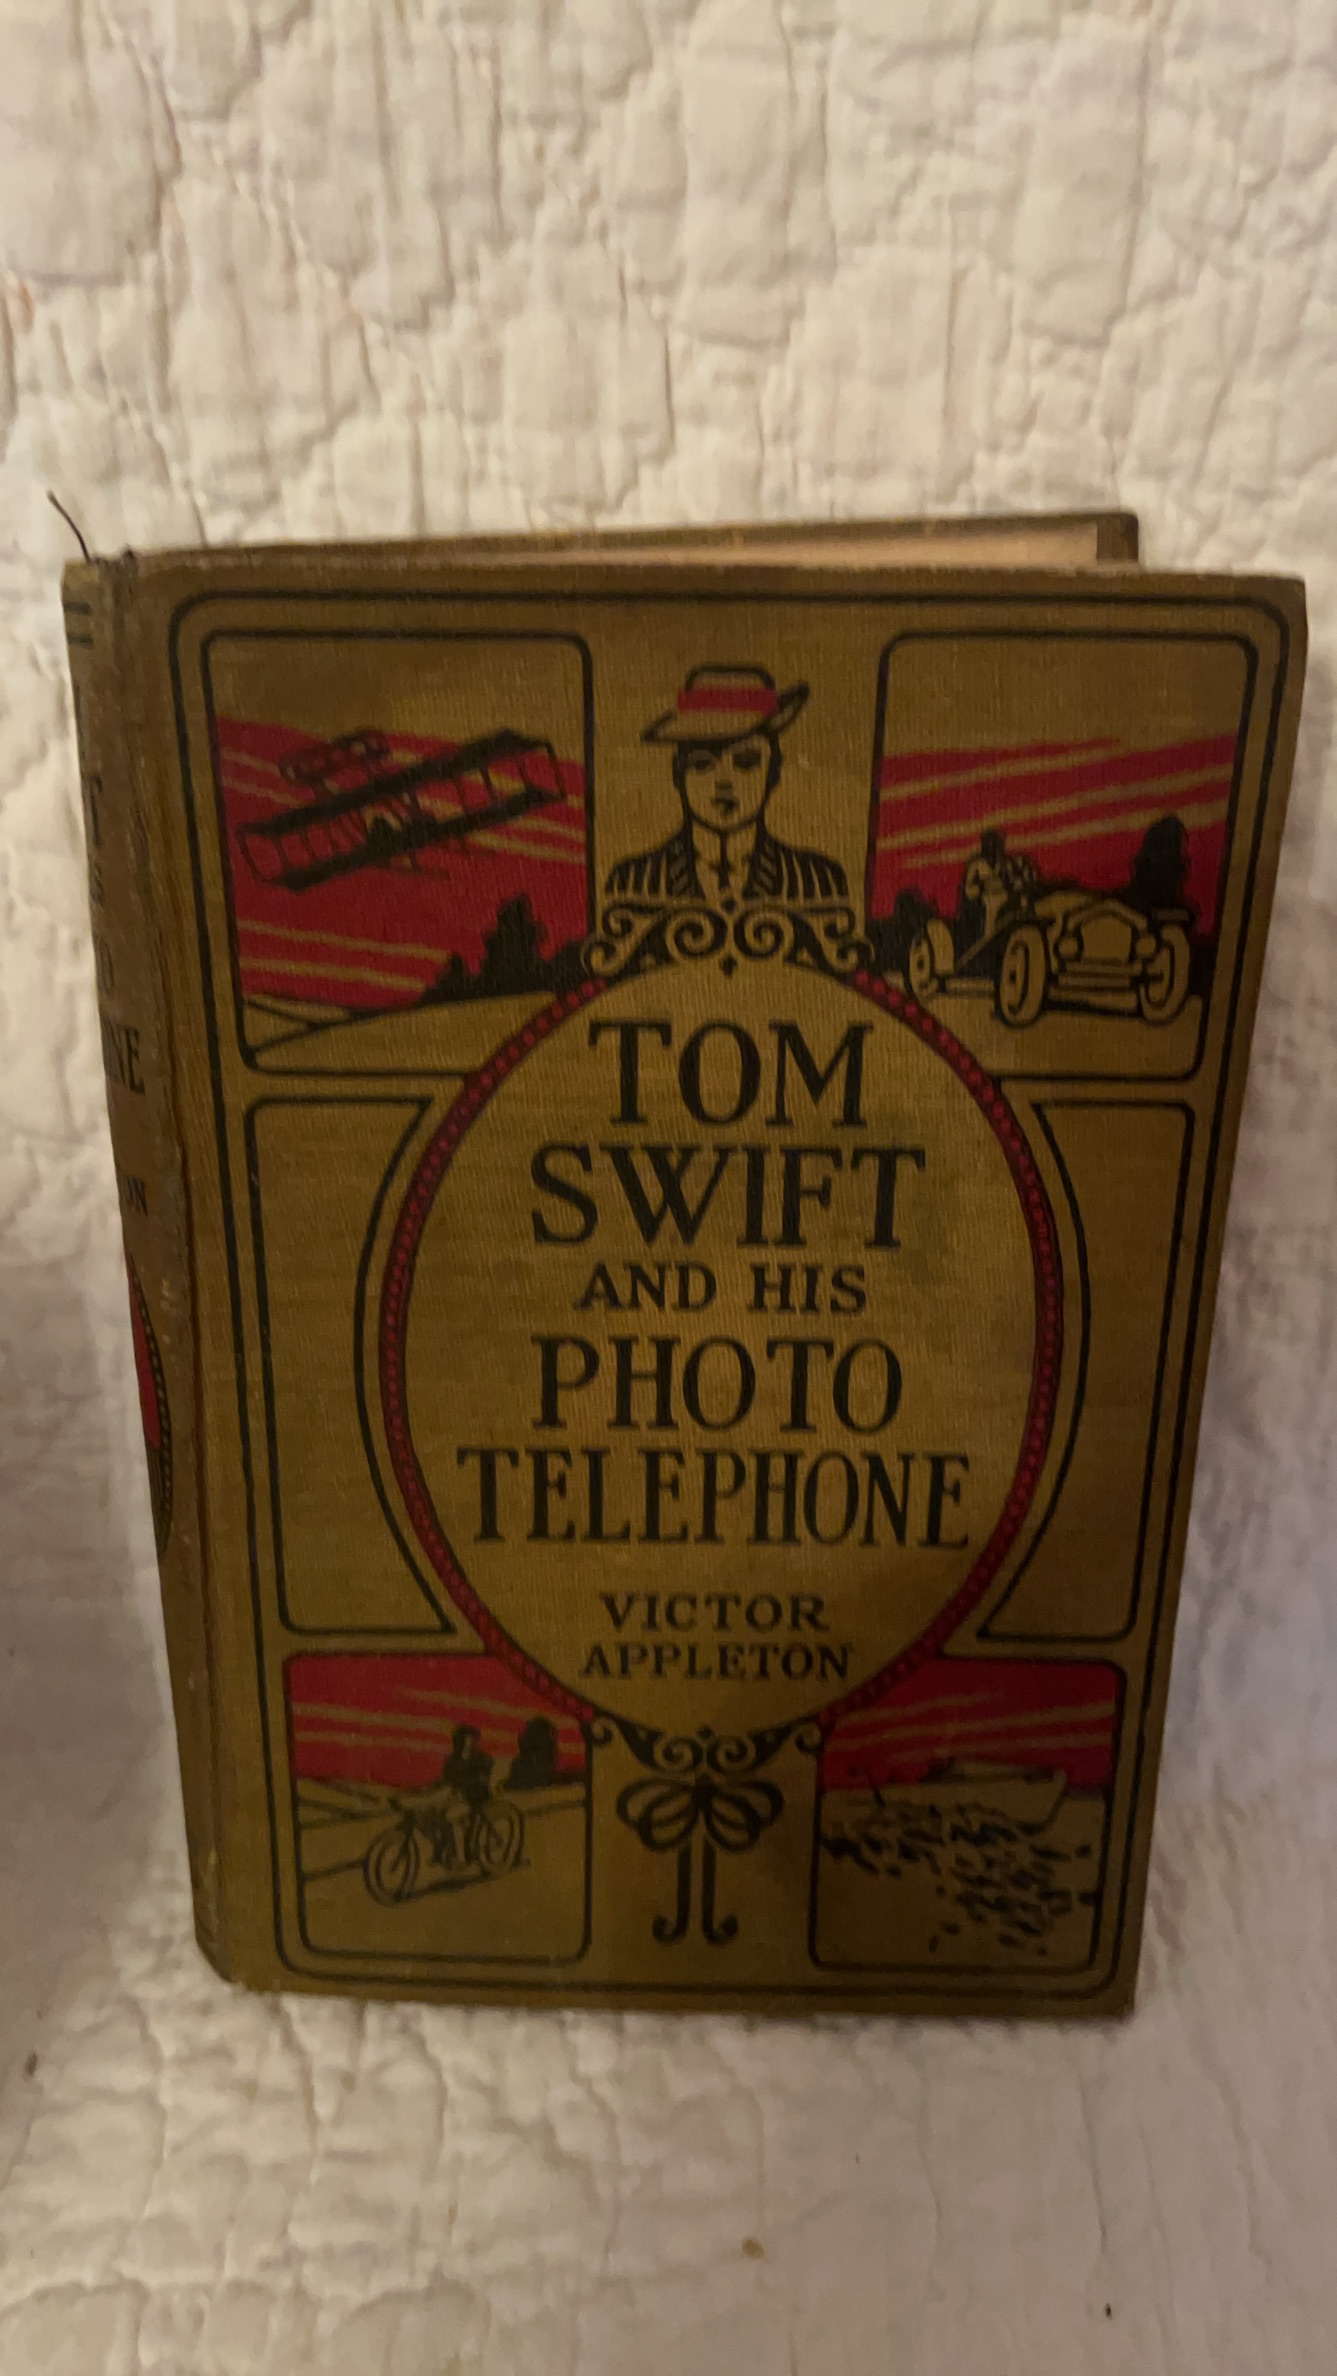 TOM
SWIFT
AND HIS
PHOTO
TELEPHONE
VICTOR
APPLETON